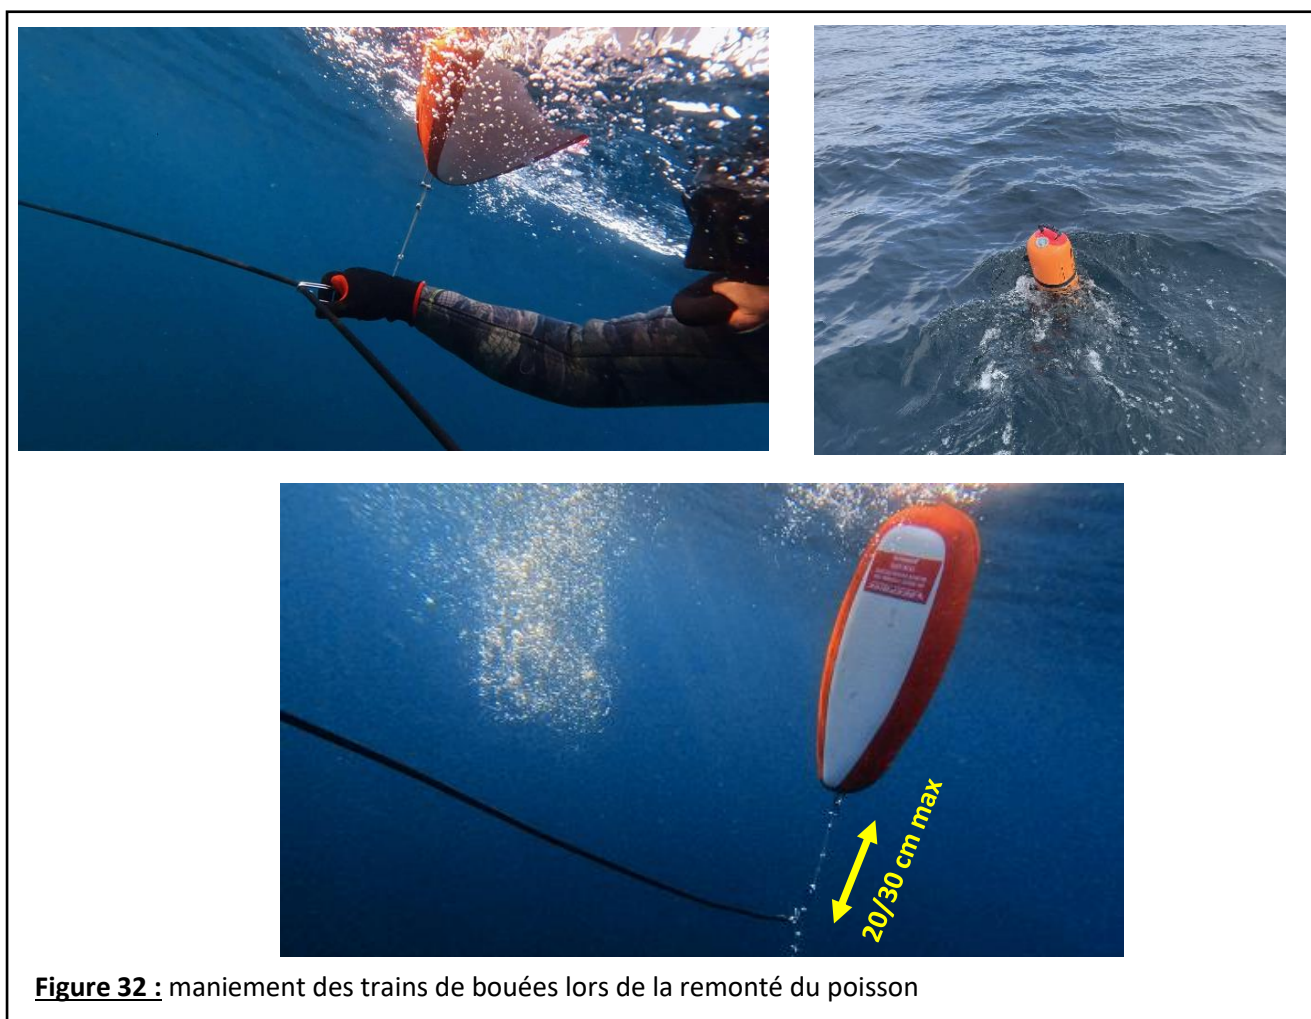 20/30 cm max
Figure 32 : maniement des trains de bouées lors de la remonté du poisson